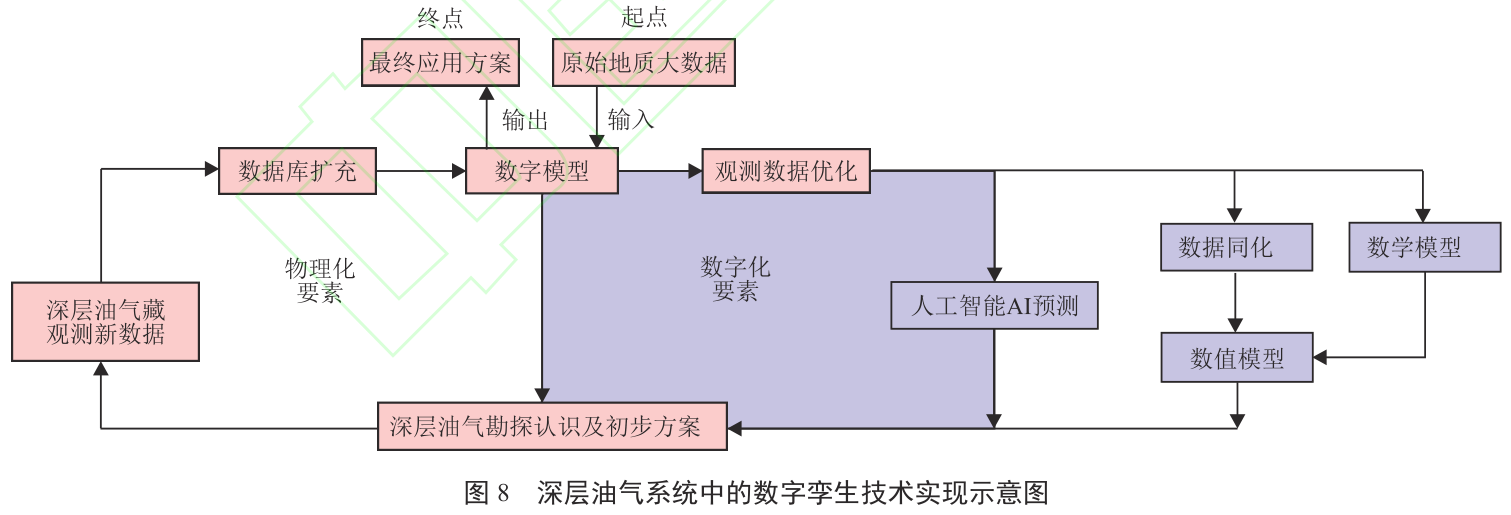 终点
起点
最终应用方案
原始地质大数据
输出
输入
数据库扩充
数字模型
观测数据优化
数据同化
数学模型
物理化
要素
数字化
要素
深层油气藏
观测新数据
人工智能AI预测
数值模型
深层油气勘探认识及初步方案
图 8 深层油气系统中的数字孪生技术实现示意图